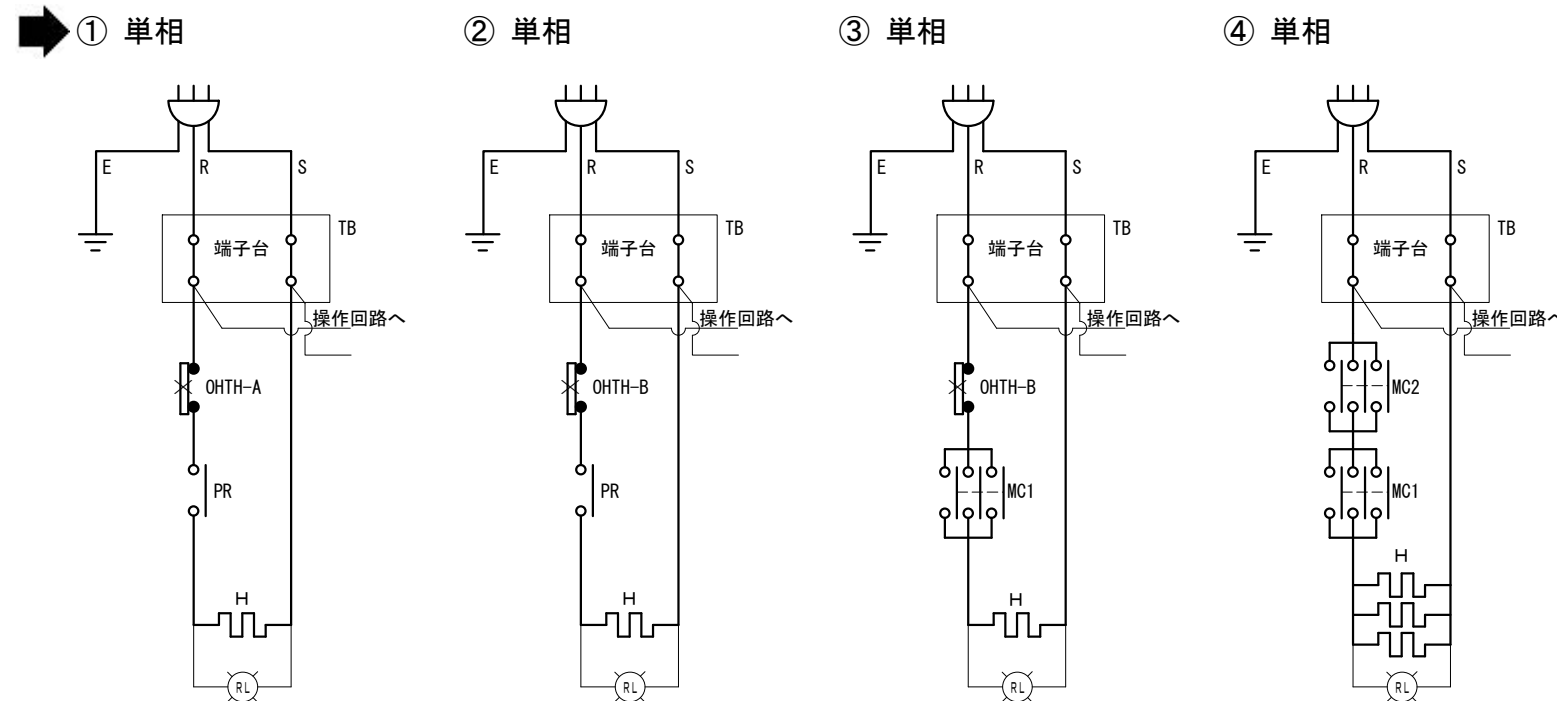 ① 単相
② 単相
③ 単相
④ 単相
E
R
S
TB
端子台
操作回路へ
OHTH-A
PR
H
RL
E
R
S
TB
端子台
操作回路へ
OHTH-B
PR
H
RL
E
R
S
TB
端子台
操作回路へ
OHTH-B
MC1
H
RL
E
R
S
TB
端子台
操作回路へ
MC2
MC1
H
RL